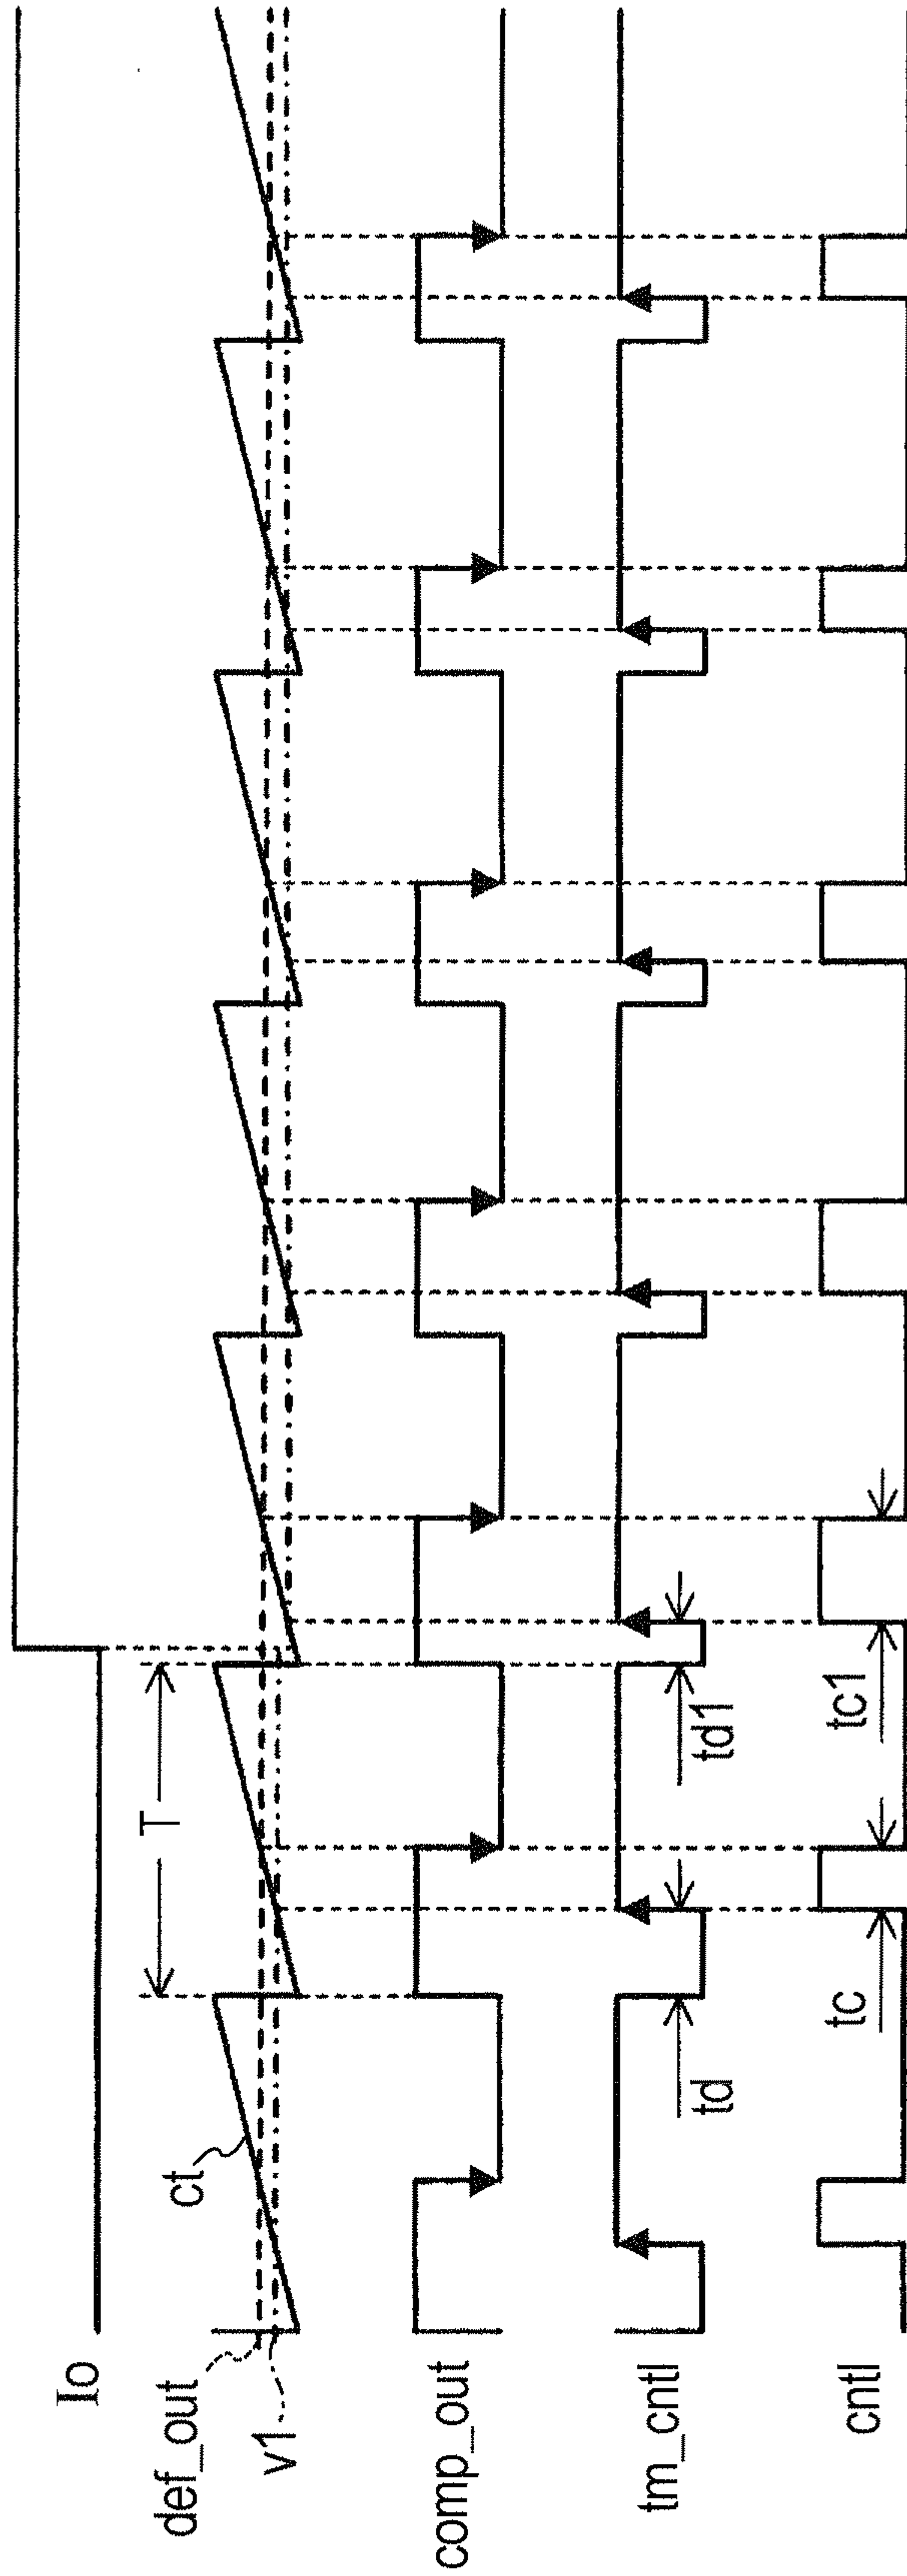 Io
def_out
v1
ct
T
comp_out
tm_cntl
td
td1
cntl
tc
tc1